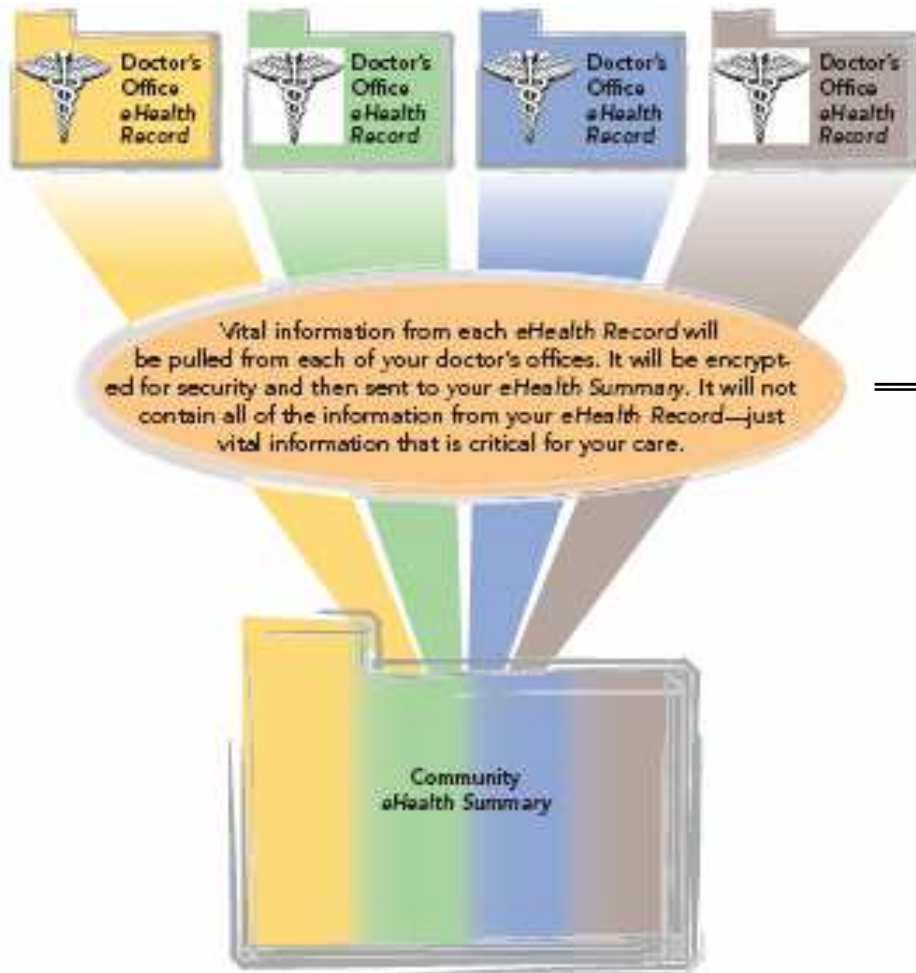 Doctor's
Office
eHealth
Record
Doctor's
Office
eHealth
Record
Doctor's
Office
eHealth
Record
Doctor's
Office
eHealth
Record
Vital information from each eHealth Record will
be pulled from each of your doctor's offices. It will be encrypt-
ed for security and then sent to your eHealth Summary. It will not
contain all of the information from your eHealth Record—just
vital information that is critical for your care.
Community
eHealth Summary